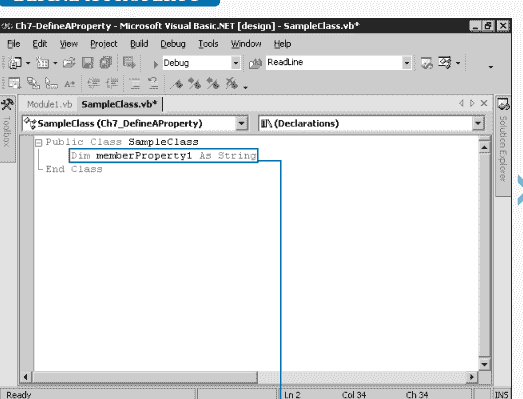 Ch7-DefineAProperty - Microsoft Visual Basic.NET [design] - SampleClass.vb*
File Edit View Project Build Debug Tools Window Help
Debug ReadLine
Module1.vb SampleClass.vb*
SampleClass (Ch7_DefineAProperty) (Declarations)
Toolbox
Solution Explorer
Public Class SampleClass
Dim memberProperty1 As String
End Class
Ready Ln 2 Col 34 Ch 34 INS